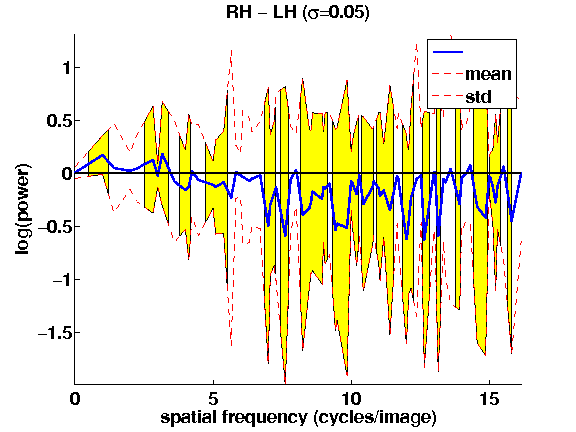 RH − LH (σ=0.05)
1
0.5
0
−0.5
−1
−1.5
log(power)
mean
std
0 5 10 15
spatial frequency (cycles/image)